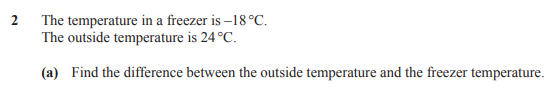 2 The temperature in a freezer is –18 °C.
The outside temperature is 24 °C.
(a) Find the difference between the outside temperature and the freezer temperature.